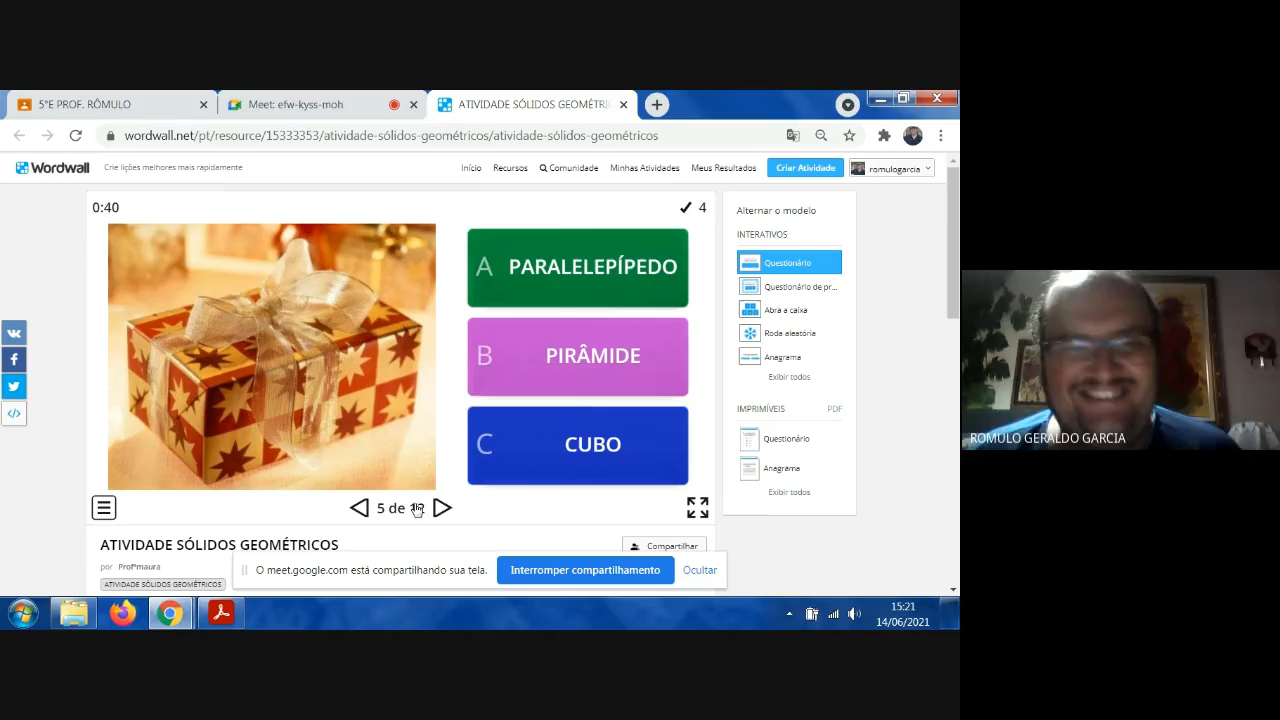 5°E PROF. RÔMULO
Meet: efw-kyss-moh
ATIVIDADE SÓLIDOS GEOMÉTRI
wordwall.net/pt/resource/15333353/atividade-sólidos-geométricos/atividade-sólidos-geométricos
Wordwall
Crie lições melhores mais rapidamente
Início
Recursos
Comunidade
Minhas Atividades
Meus Resultados
Criar Atividade
romulogarcia
0:40
4
A PARALELEPÍPEDO
B PIRÂMIDE
C CUBO
5 de
Alternar o modelo
INTERATIVOS
Questionário
Questionário de pr...
Abra a caixa
Roda aleatória
Anagrama
Exibir todos
IMPRIMÍVEIS PDF
Questionário
Anagrama
Exibir todos
ATIVIDADE SÓLIDOS GEOMÉTRICOS
Compartilhar
por Profªmaura
ATIVIDADE SÓLIDOS GEOMÉTRICOS
O meet.google.com está compartilhando sua tela.
Interromper compartilhamento
Ocultar
15:21
14/06/2021
ROMULO GERALDO GARCIA